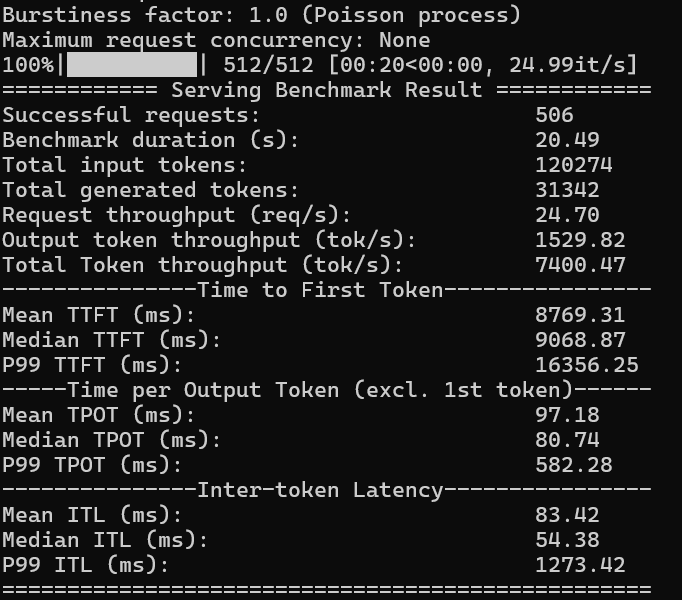 Burstiness factor: 1.0 (Poisson process)
Maximum request concurrency: None
100%|██████████| 512/512 [00:20<00:00, 24.99it/s]
============ Serving Benchmark Result ============
Successful requests:                     506
Benchmark duration (s):                  20.49
Total input tokens:                      120274
Total generated tokens:                  31342
Request throughput (req/s):              24.70
Output token throughput (tok/s):         1529.82
Total Token throughput (tok/s):          7400.47
---------------Time to First Token----------------
Mean TTFT (ms):                          8769.31
Median TTFT (ms):                        9068.87
P99 TTFT (ms):                           16356.25
-----Time per Output Token (excl. 1st token)------
Mean TPOT (ms):                          97.18
Median TPOT (ms):                        80.74
P99 TPOT (ms):                           582.28
---------------Inter-token Latency----------------
Mean ITL (ms):                           83.42
Median ITL (ms):                         54.38
P99 ITL (ms):                            1273.42
==================================================